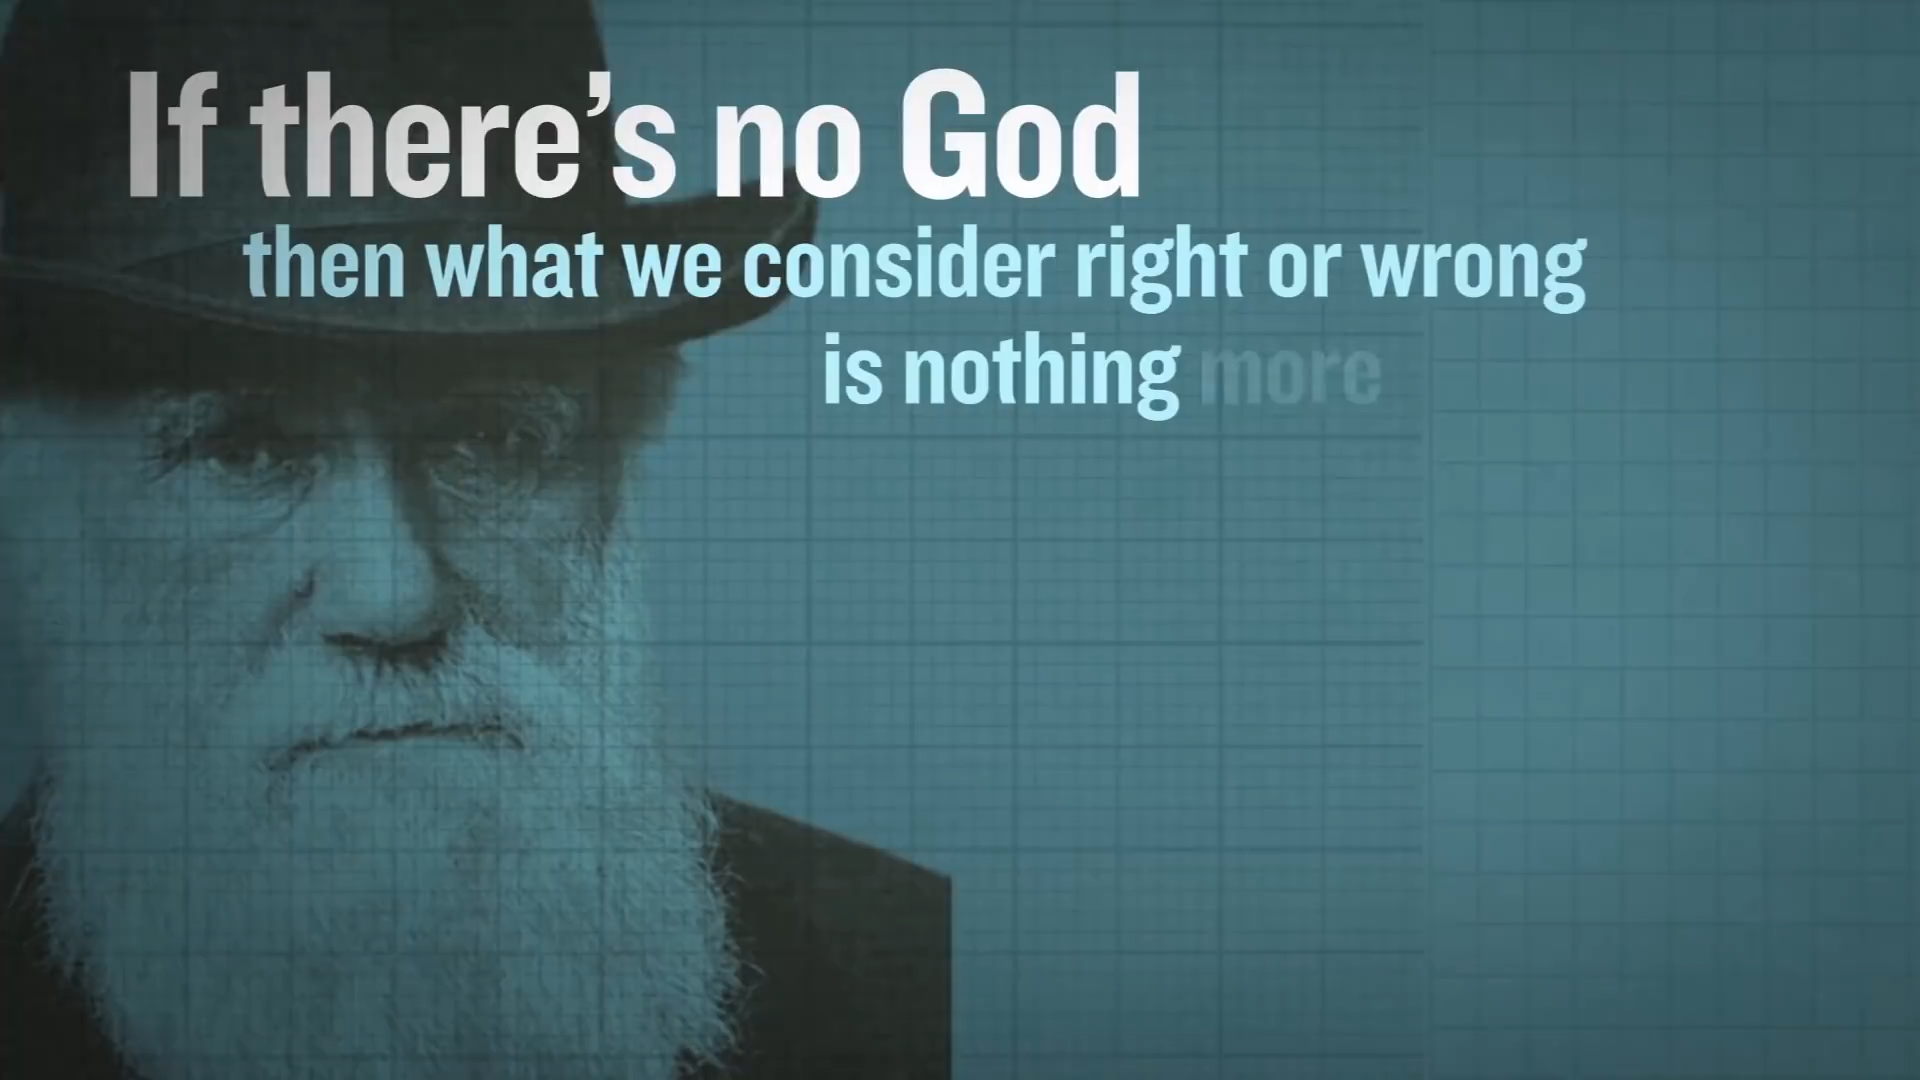 If there’s no God
then what we consider right or wrong
is nothing more